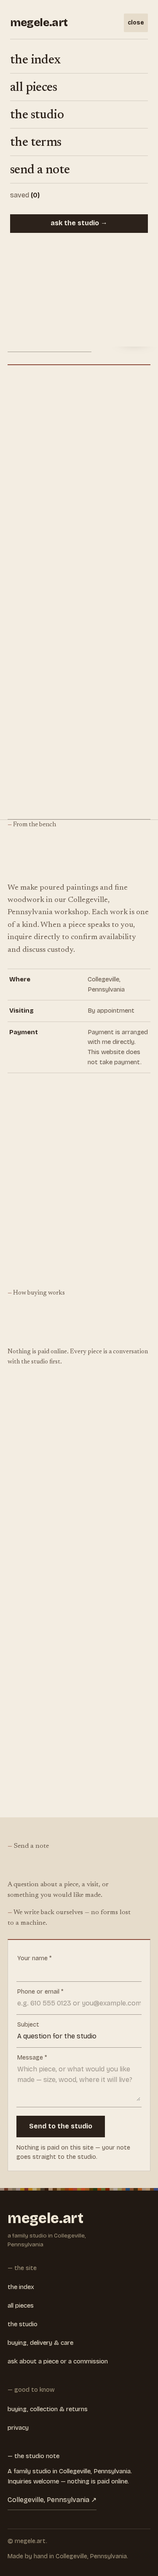 megele.art
close
the index
all pieces
the studio
the terms
send a note
saved (0)
ask the studio →
— From the bench
We make poured paintings and fine
woodwork in our Collegeville,
Pennsylvania workshop. Each work is one
of a kind. When a piece speaks to you,
inquire directly to confirm availability
and discuss custody.
Where
Collegeville,
Pennsylvania
Visiting
By appointment
Payment
Payment is arranged
with me directly.
This website does
not take payment.
— How buying works
Nothing is paid online. Every piece is a conversation
with the studio first.
— Send a note
A question about a piece, a visit, or
something you would like made.
— We write back ourselves — no forms lost
to a machine.
Your name *
Phone or email *
e.g. 610 555 0123 or you@example.com
Subject
A question for the studio
Message *
Which piece, or what would you like
made — size, wood, where it will live?
Send to the studio
Nothing is paid on this site — your note
goes straight to the studio.
megele.art
a family studio in Collegeville,
Pennsylvania
— the site
the index
all pieces
the studio
buying, delivery & care
ask about a piece or a commission
— good to know
buying, collection & returns
privacy
— the studio note
A family studio in Collegeville, Pennsylvania.
Inquiries welcome — nothing is paid online.
Collegeville, Pennsylvania ↗
© megele.art.
Made by hand in Collegeville, Pennsylvania.